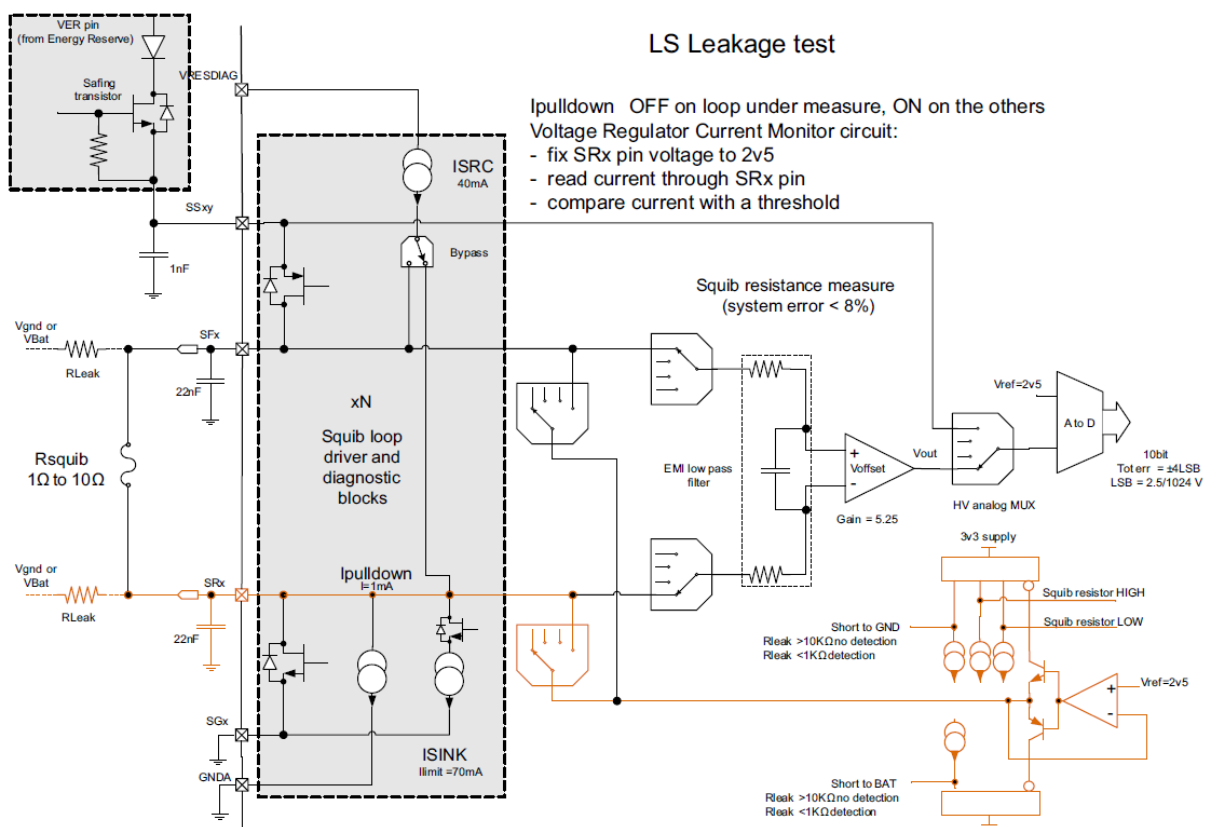 VER pin
(from Energy Reserve)
LS Leakage test
VRESDIAG
Safing
transistor
Ipulldown OFF on loop under measure, ON on the others
Voltage Regulator Current Monitor circuit:
- fix SRx pin voltage to 2v5
- read current through SRx pin
- compare current with a threshold
ISRC
40mA
SSxy
Bypass
1nF
Squib resistance measure
(system error < 8%)
Vgnd or
VBat
SFx
RLeak
22nF
Vref=2v5
A to D
xN
Squib loop
driver and
diagnostic
blocks
Rsquib
1Ω to 10Ω
EMI low pass
filter
+
-
Voffset
Vout
Gain = 5.25
HV analog MUX
10bit
Tot err = ±4LSB
LSB = 2.5/1024 V
3v3 supply
Vgnd or
VBat
SRx
RLeak
22nF
Ipulldown
I=1mA
Squib resistor HIGH
Squib resistor LOW
Short to GND
Rleak >10KΩ no detection
Rleak <1KΩ detection
+
-
Vref=2v5
SGx
GNDA
ISINK
Ilimit =70mA
Short to BAT
Rleak >10KΩ no detection
Rleak <1KΩ detection